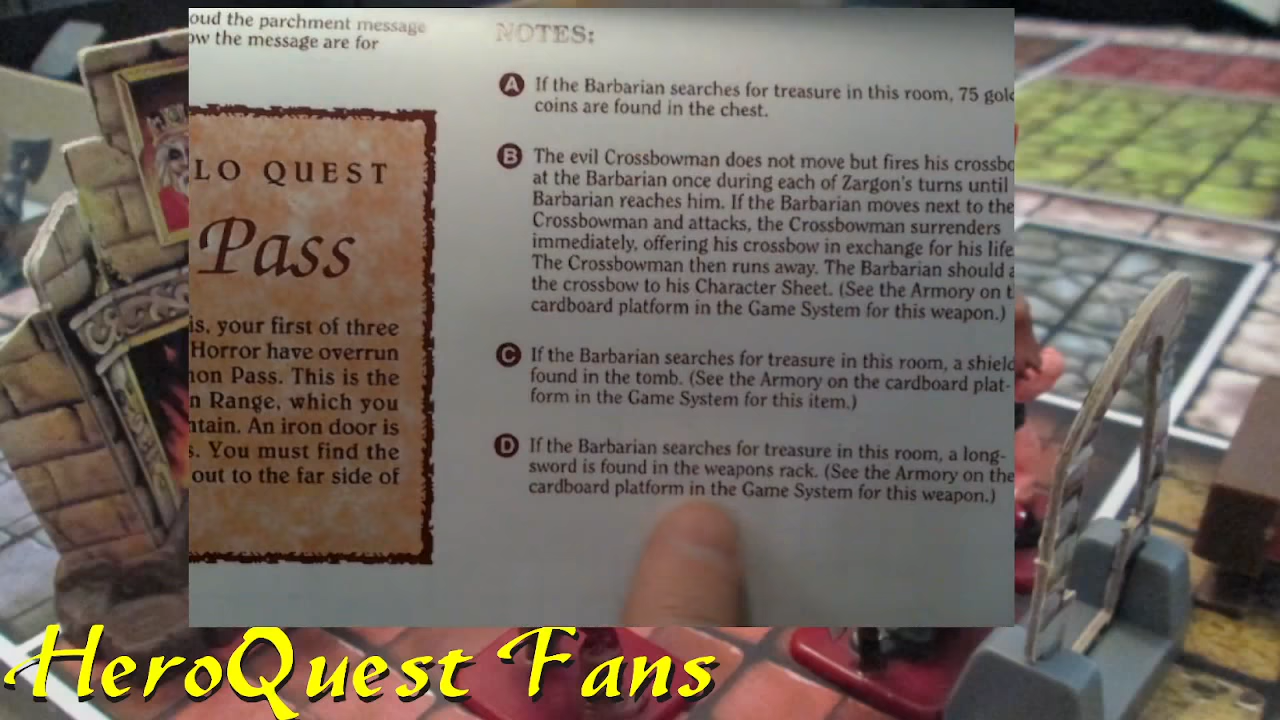 oud the parchment message
ow the message are for
LO QUEST
Pass
is, your first of three
Horror have overrun
non Pass. This is the
n Range, which you
ntain. An iron door is
s. You must find the
out to the far side of
NOTES:
A If the Barbarian searches for treasure in this room, 75 gol
coins are found in the chest.
B The evil Crossbowman does not move but fires his crossbo
at the Barbarian once during each of Zargon's turns until
Barbarian reaches him. If the Barbarian moves next to the
Crossbowman and attacks, the Crossbowman surrenders
immediately, offering his crossbow in exchange for his life
The Crossbowman then runs away. The Barbarian should a
the crossbow to his Character Sheet. (See the Armory on t
cardboard platform in the Game System for this weapon.)
C If the Barbarian searches for treasure in this room, a shield
found in the tomb. (See the Armory on the cardboard plat-
form in the Game System for this item.)
D If the Barbarian searches for treasure in this room, a long-
sword is found in the weapons rack. (See the Armory on the
cardboard platform in the Game System for this weapon.)
HeroQuest Fans